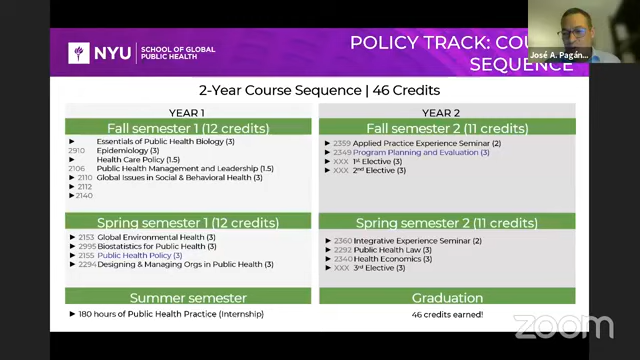 NYU
SCHOOL OF GLOBAL
PUBLIC HEALTH
POLICY TRACK: COU
SEQUENCE
José A. Pagán...
2-Year Course Sequence | 46 Credits
YEAR 1
Fall semester 1 (12 credits)
► Essentials of Public Health Biology (3)
2910 Epidemiology (3)
► Health Care Policy (1.5)
2106 Public Health Management and Leadership (1.5)
► 2110 Global Issues in Social & Behavioral Health (3)
► 2112
► 2140
Spring semester 1 (12 credits)
► 2153 Global Environmental Health (3)
► 2995 Biostatistics for Public Health (3)
► 2155 Public Health Policy (3)
► 2294 Designing & Managing Orgs in Public Health (3)
Summer semester
► 180 hours of Public Health Practice (Internship)
YEAR 2
Fall semester 2 (11 credits)
► 2359 Applied Practice Experience Seminar (2)
► 2349 Program Planning and Evaluation (3)
► XXX 1st Elective (3)
► XXX 2nd Elective (3)
Spring semester 2 (11 credits)
► 2360 Integrative Experience Seminar (2)
► 2292 Public Health Law (3)
► 2340 Health Economics (3)
► XXX 3rd Elective (3)
Graduation
46 credits earned!
zoom